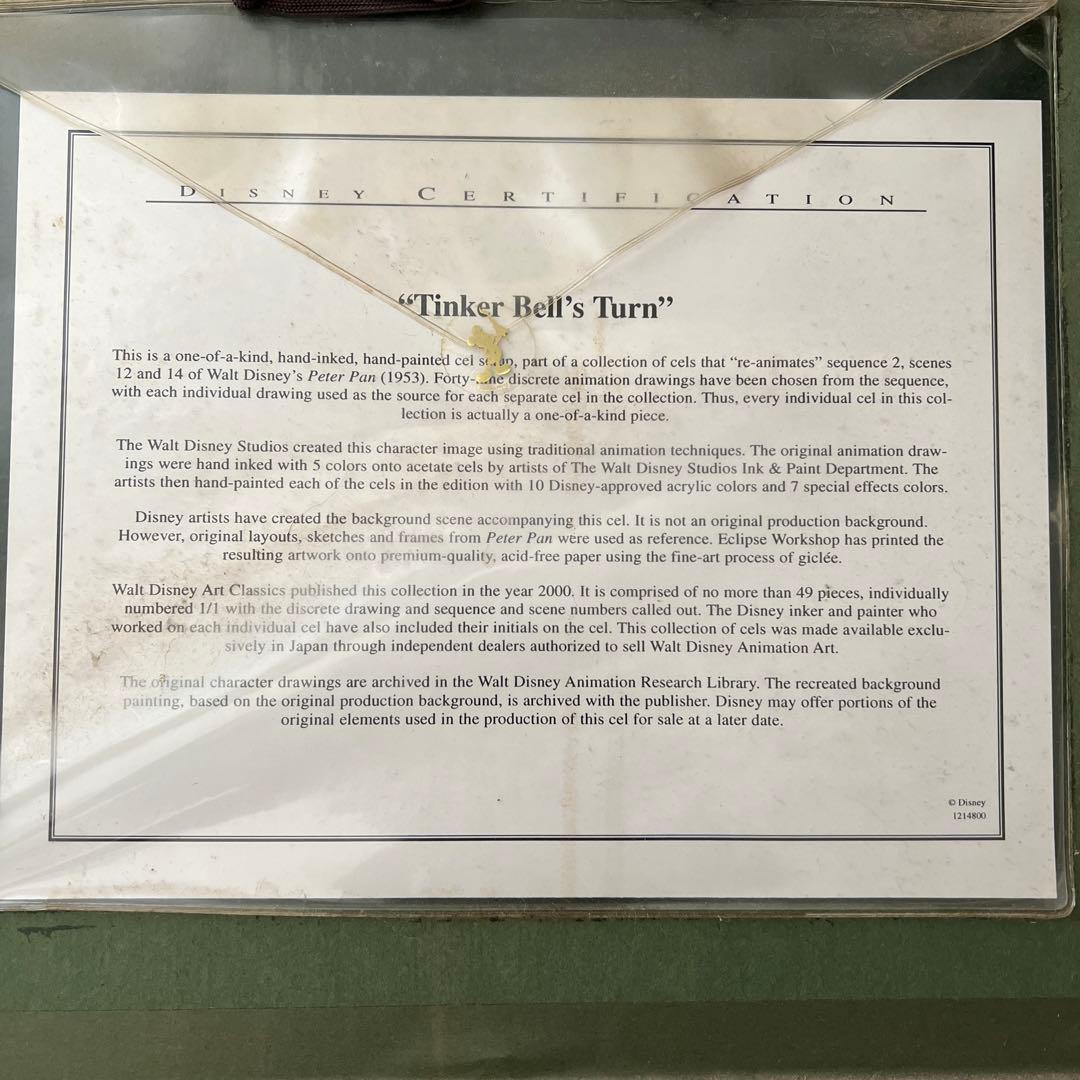 DISNEY CERTIFICATION
“Tinker Bell’s Turn”
This is a one-of-a-kind, hand-inked, hand-painted cel setup, part of a collection of cels that “re-animates” sequence 2, scenes
12 and 14 of Walt Disney’s Peter Pan (1953). Forty-nine discrete animation drawings have been chosen from the sequence,
with each individual drawing used as the source for each separate cel in the collection. Thus, every individual cel in this col-
lection is actually a one-of-a-kind piece.
The Walt Disney Studios created this character image using traditional animation techniques. The original animation draw-
ings were hand inked with 5 colors onto acetate cels by artists of The Walt Disney Studios Ink & Paint Department. The
artists then hand-painted each of the cels in the edition with 10 Disney-approved acrylic colors and 7 special effects colors.
Disney artists have created the background scene accompanying this cel. It is not an original production background.
However, original layouts, sketches and frames from Peter Pan were used as reference. Eclipse Workshop has printed the
resulting artwork onto premium-quality, acid-free paper using the fine-art process of giclée.
Walt Disney Art Classics published this collection in the year 2000. It is comprised of no more than 49 pieces, individually
numbered 1/1 with the discrete drawing and sequence and scene numbers called out. The Disney inker and painter who
worked on each individual cel have also included their initials on the cel. This collection of cels was made available exclu-
sively in Japan through independent dealers authorized to sell Walt Disney Animation Art.
The original character drawings are archived in the Walt Disney Animation Research Library. The recreated background
painting, based on the original production background, is archived with the publisher. Disney may offer portions of the
original elements used in the production of this cel for sale at a later date.
© Disney
1214800